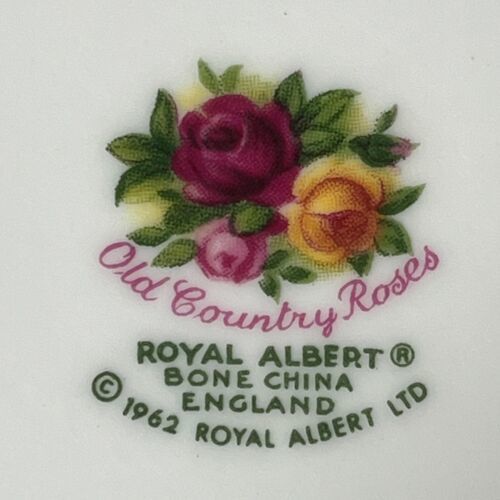 Old Country Roses
ROYAL ALBERT®
BONE CHINA
ENGLAND
© 1962 ROYAL ALBERT LTD